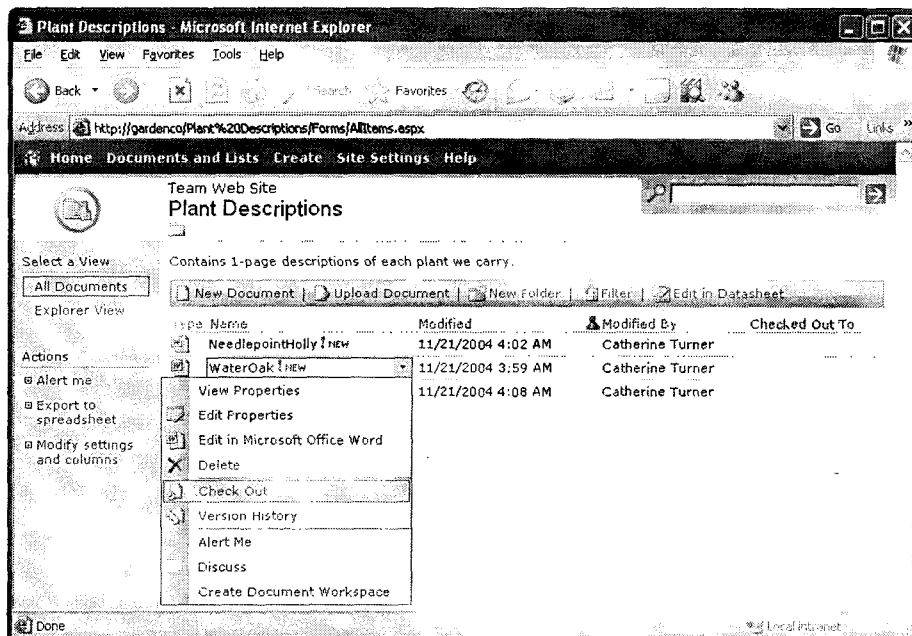 Plant Descriptions - Microsoft Internet Explorer
File Edit View Favorites Tools Help
Back Search Favorites
Address http://gardenco/Plant%20Descriptions/Forms/AllItems.aspx Go Links »
Home Documents and Lists Create Site Settings Help
Team Web Site
Plant Descriptions
Select a View
All Documents
Explorer View
Actions
Alert me
Export to
spreadsheet
Modify settings
and columns
Contains 1-page descriptions of each plant we carry.
New Document | Upload Document | New Folder | Filter | Edit in Datasheet
Type Name Modified Modified By Checked Out To
NeedlepointHolly ! NEW 11/21/2004 4:02 AM Catherine Turner
WaterOak ! NEW 11/21/2004 3:59 AM Catherine Turner
11/21/2004 4:08 AM Catherine Turner
View Properties
Edit Properties
Edit in Microsoft Office Word
Delete
Check Out
Version History
Alert Me
Discuss
Create Document Workspace
Done Local intranet